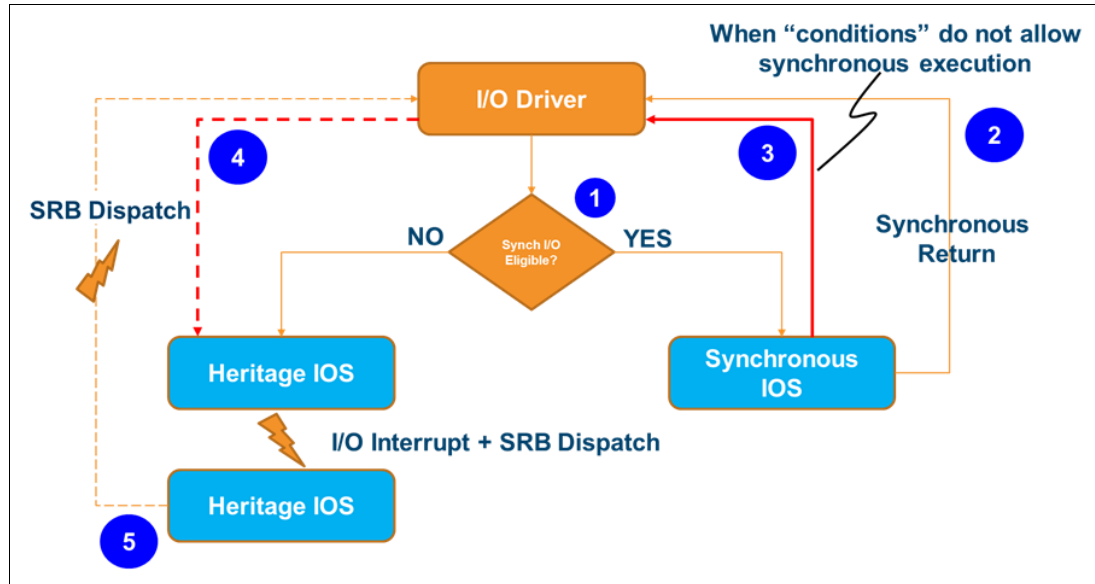 When “conditions” do not allow
synchronous execution
I/O Driver
4
3
2
SRB Dispatch
1
NO
Synch I/O
Eligible?
YES
Synchronous
Return
Heritage IOS
Synchronous
IOS
I/O Interrupt + SRB Dispatch
Heritage IOS
5